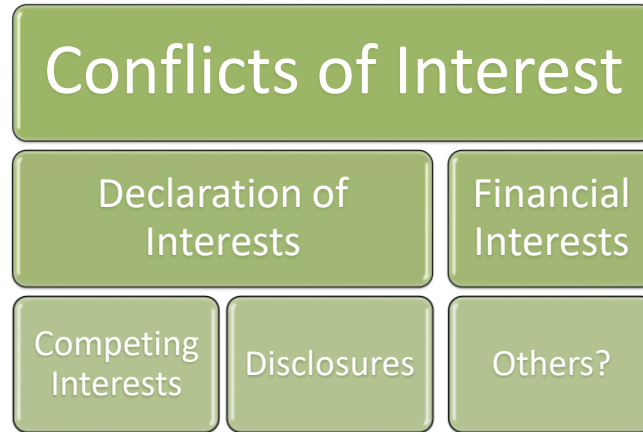 Conflicts of Interest
Declaration of
Interests
Financial
Interests
Competing
Interests
Disclosures
Others?